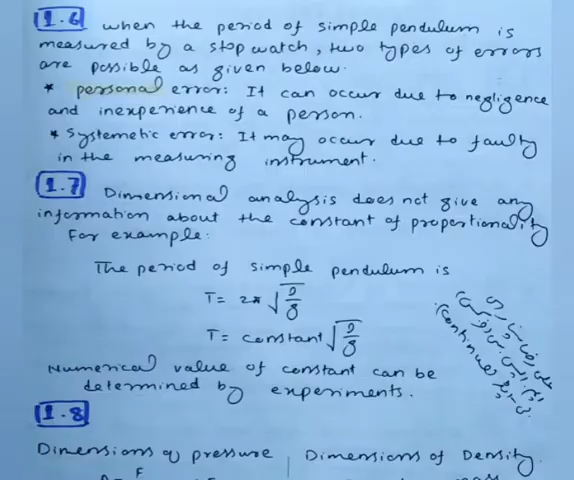 1.6 When the period of simple pendulum is
measured by a stop watch, two types of errors
are possible as given below.
* personal error: It can occur due to negligence
and inexperience of a person.
* Systemetic error: It may occur due to faulty
in the measuring instrument.
1.7 Dimensional analysis does not give any
information about the constant of proportionality
For example:
The period of simple pendulum is
T = 2π √(l/g)
T = constant √(l/g)
Numerical value of constant can be
determined by experiments.
1.8
Dimensions of pressure | Dimensions of Density
F